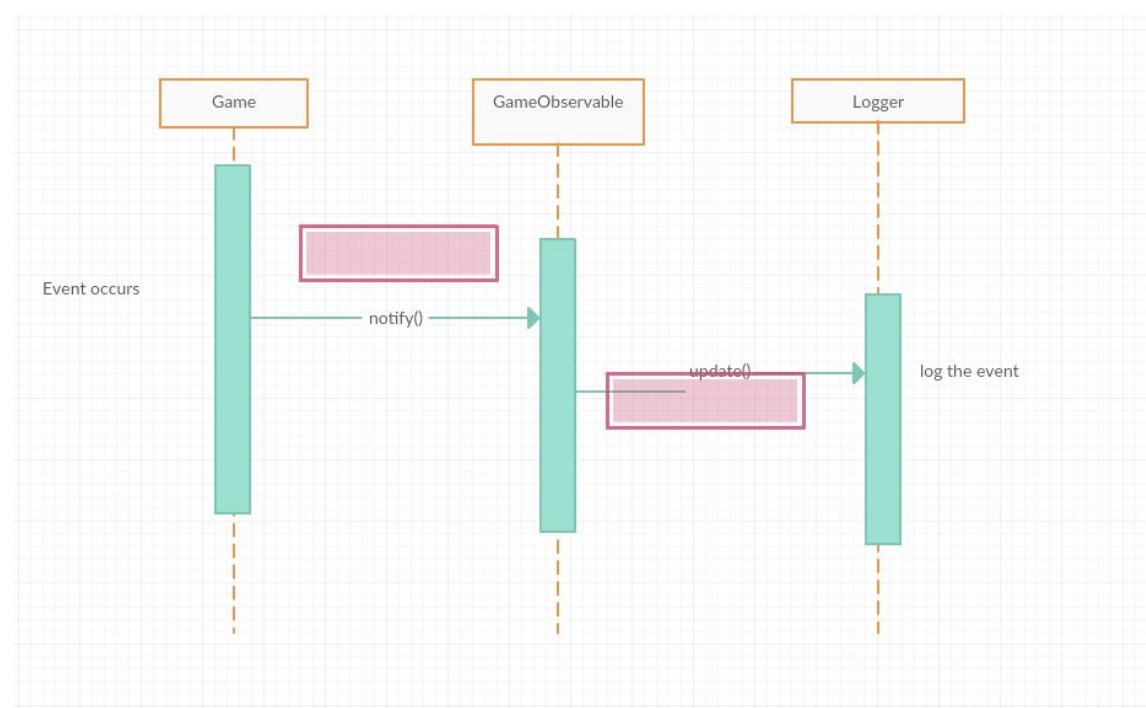 Game
GameObservable
Logger
Event occurs
notify()
update()
log the event